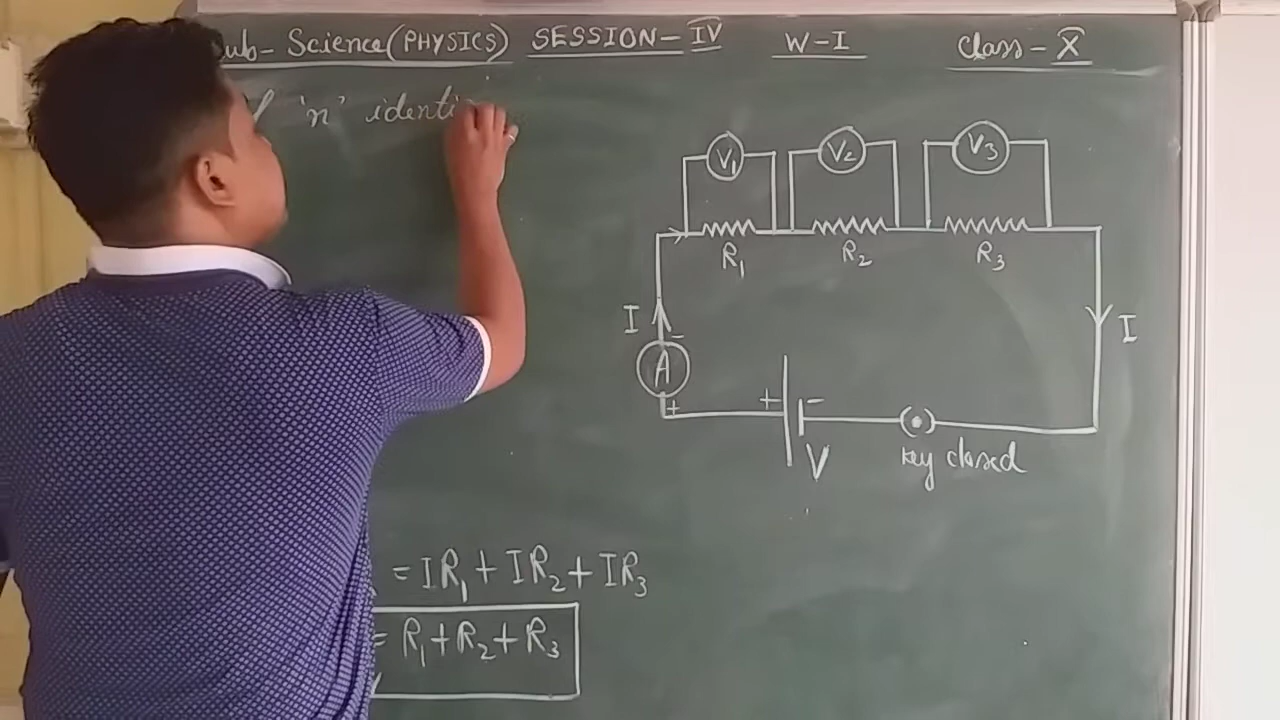 ub- Science (PHYSICS) SESSION-IV W-I Class-X
'n' identi
V1 V2 V3
R1 R2 R3
I I
-
A
+ + -
V
key closed
= IR1 + IR2 + IR3
= R1 + R2 + R3